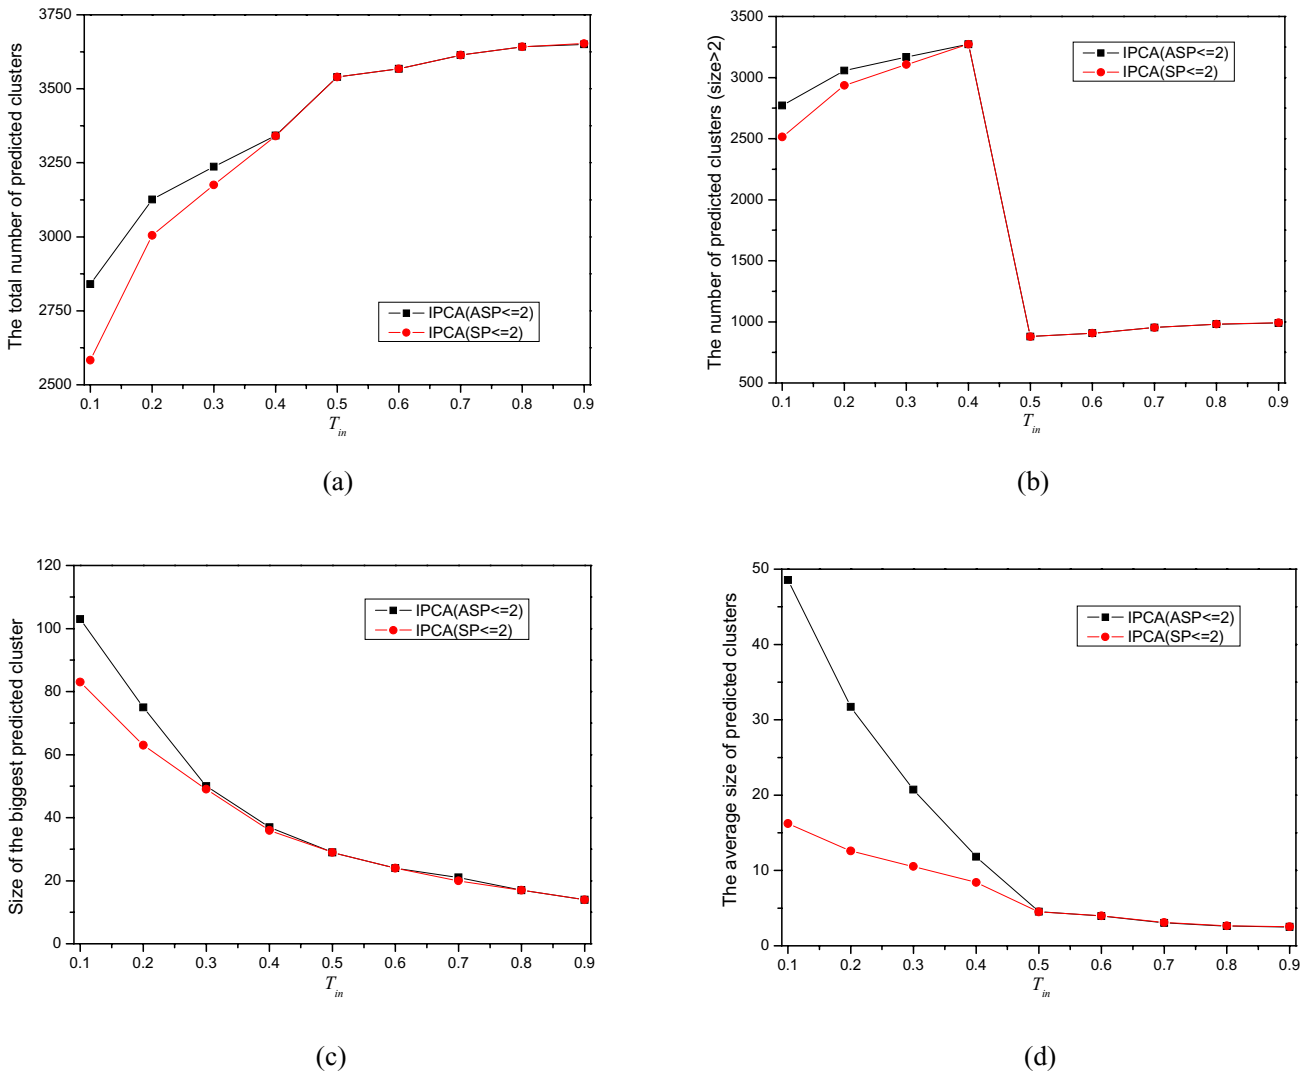 The total number of predicted clusters
3750
3500
3250
3000
2750
2500
IPCA(ASP<=2)
IPCA(SP<=2)
0.1 0.2 0.3 0.4 0.5 0.6 0.7 0.8 0.9
T_in
(a)
The number of predicted clusters (size>2)
3500
3000
2500
2000
1500
1000
500
IPCA(ASP<=2)
IPCA(SP<=2)
0.1 0.2 0.3 0.4 0.5 0.6 0.7 0.8 0.9
T_in
(b)
Size of the biggest predicted cluster
120
100
80
60
40
20
0
IPCA(ASP<=2)
IPCA(SP<=2)
0.1 0.2 0.3 0.4 0.5 0.6 0.7 0.8 0.9
T_in
(c)
The average size of predicted clusters
50
40
30
20
10
0
IPCA(ASP<=2)
IPCA(SP<=2)
0.1 0.2 0.3 0.4 0.5 0.6 0.7 0.8 0.9
T_in
(d)